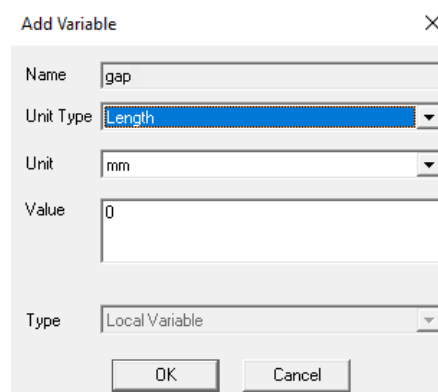 Add Variable
Name gap
Unit Type Length
Unit mm
Value 0
Type Local Variable
OK Cancel